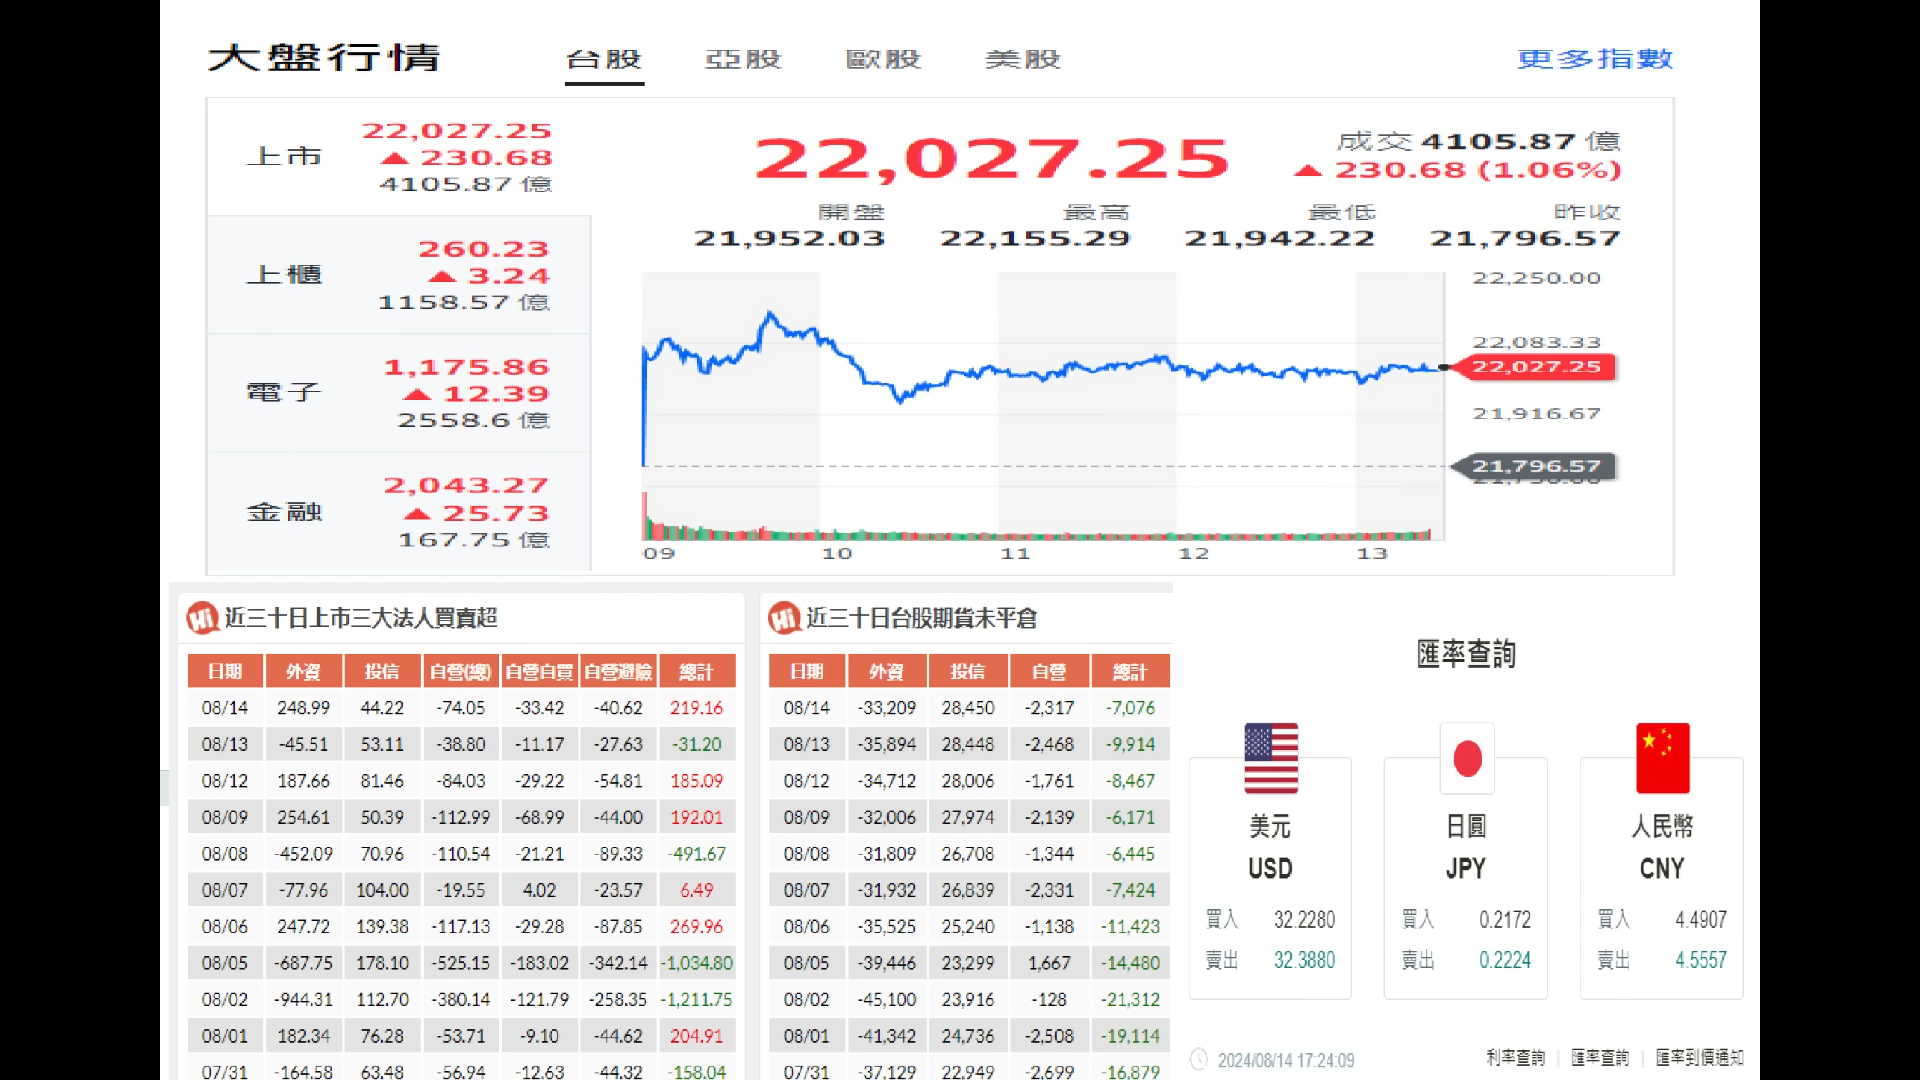 大盤行情 台股 亞股 歐股 美股 更多指數
上市 22,027.25
▲ 230.68
4105.87 億
上櫃 260.23
▲ 3.24
1158.57 億
電子 1,175.86
▲ 12.39
2558.6 億
金融 2,043.27
▲ 25.73
167.75 億
22,027.25
成交 4105.87 億
▲ 230.68 (1.06%)
開盤 最高 最低 昨收
21,952.03 22,155.29 21,942.22 21,796.57
22,250.00
22,083.33
22,027.25
21,916.67
21,796.57
09 10 11 12 13
Hi 近三十日上市三大法人買賣超
日期 外資 投信 自營(總) 自營自買 自營避險 總計
08/14 248.99 44.22 -74.05 -33.42 -40.62 219.16
08/13 -45.51 53.11 -38.80 -11.17 -27.63 -31.20
08/12 187.66 81.46 -84.03 -29.22 -54.81 185.09
08/09 254.61 50.39 -112.99 -68.99 -44.00 192.01
08/08 -452.09 70.96 -110.54 -21.21 -89.33 -491.67
08/07 -77.96 104.00 -19.55 4.02 -23.57 6.49
08/06 247.72 139.38 -117.13 -29.28 -87.85 269.96
08/05 -687.75 178.10 -525.15 -183.02 -342.14 -1,034.80
08/02 -944.31 112.70 -380.14 -121.79 -258.35 -1,211.75
08/01 182.34 76.28 -53.71 -9.10 -44.62 204.91
07/31 -164.58 63.48 -56.94 -12.63 -44.32 -158.04
Hi 近三十日台股期貨未平倉
日期 外資 投信 自營 總計
08/14 -33,209 28,450 -2,317 -7,076
08/13 -35,894 28,448 -2,468 -9,914
08/12 -34,712 28,006 -1,761 -8,467
08/09 -32,006 27,974 -2,139 -6,171
08/08 -31,809 26,708 -1,344 -6,445
08/07 -31,932 26,839 -2,331 -7,424
08/06 -35,525 25,240 -1,138 -11,423
08/05 -39,446 23,299 1,667 -14,480
08/02 -45,100 23,916 -128 -21,312
08/01 -41,342 24,736 -2,508 -19,114
07/31 -37,129 22,949 -2,699 -16,879
匯率查詢
美元
USD
買入 32.2280
賣出 32.3880
日圓
JPY
買入 0.2172
賣出 0.2224
人民幣
CNY
買入 4.4907
賣出 4.5557
2024/08/14 17:24:09 利率查詢 匯率查詢 匯率到價通知